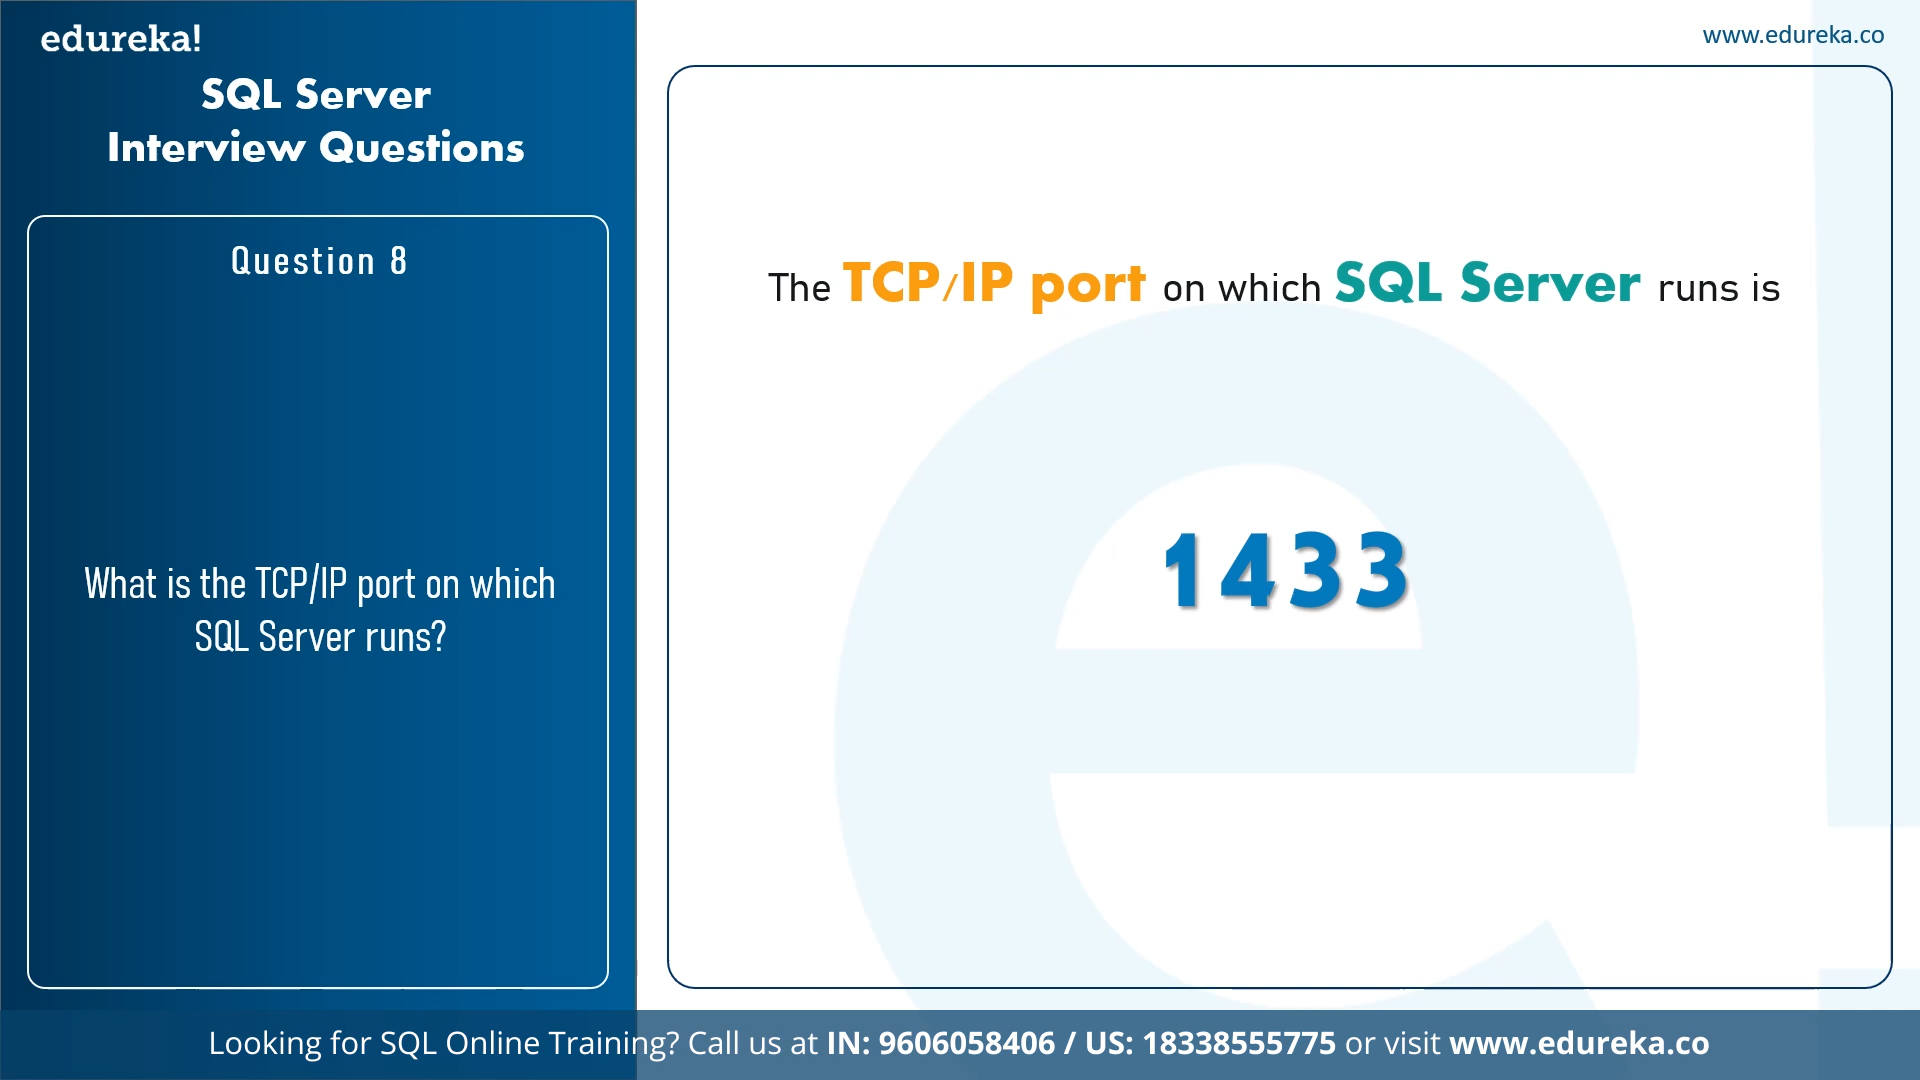 edureka!
SQL Server
Interview Questions
Question 8
What is the TCP/IP port on which
SQL Server runs?
www.edureka.co
The TCP/IP port on which SQL Server runs is
1433
Looking for SQL Online Training? Call us at IN: 9606058406 / US: 18338555775 or visit www.edureka.co